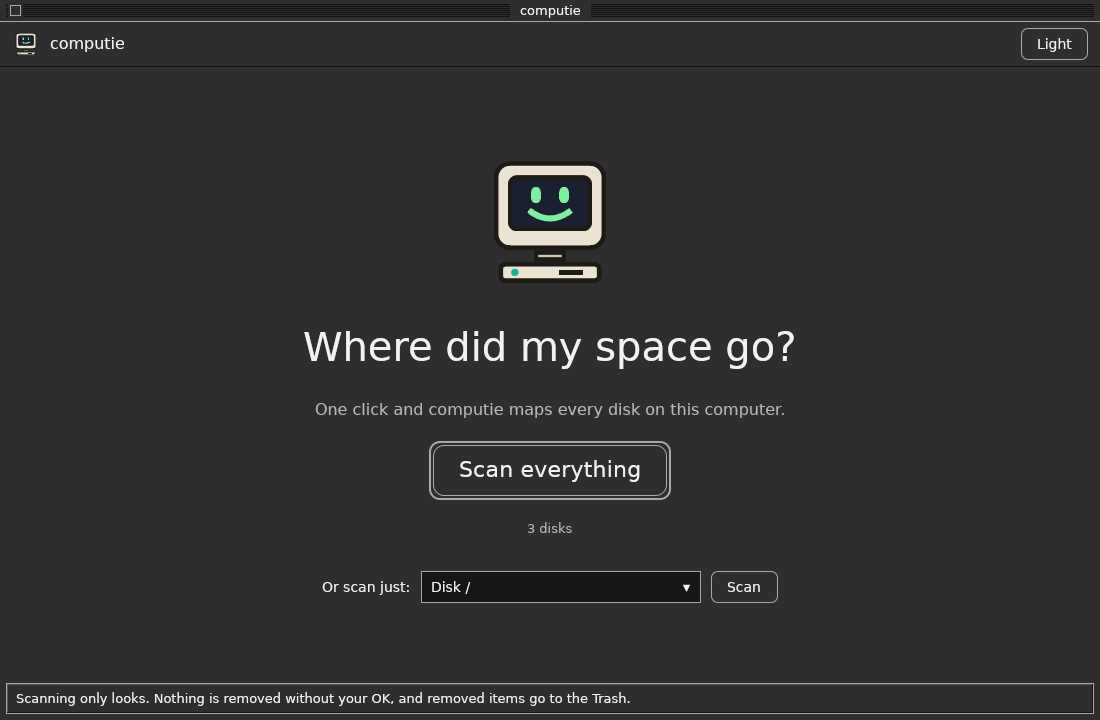 computie
computie
Light
Where did my space go?
One click and computie maps every disk on this computer.
Scan everything
3 disks
Or scan just:
Disk /
Scan
Scanning only looks. Nothing is removed without your OK, and removed items go to the Trash.